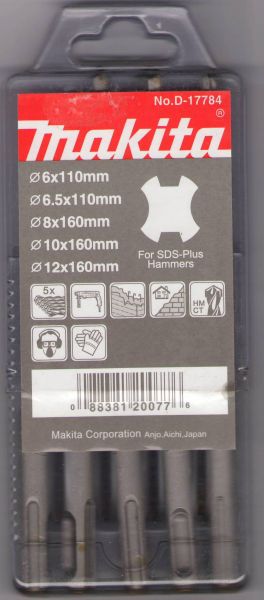 No.D-17784
makita®
ø6x110mm
ø6.5x110mm
ø8x160mm
ø10x160mm
ø12x160mm
For SDS-Plus
Hammers
5x
HM
CT
0 88381 20077 6
Makita Corporation Anjo,Aichi,Japan